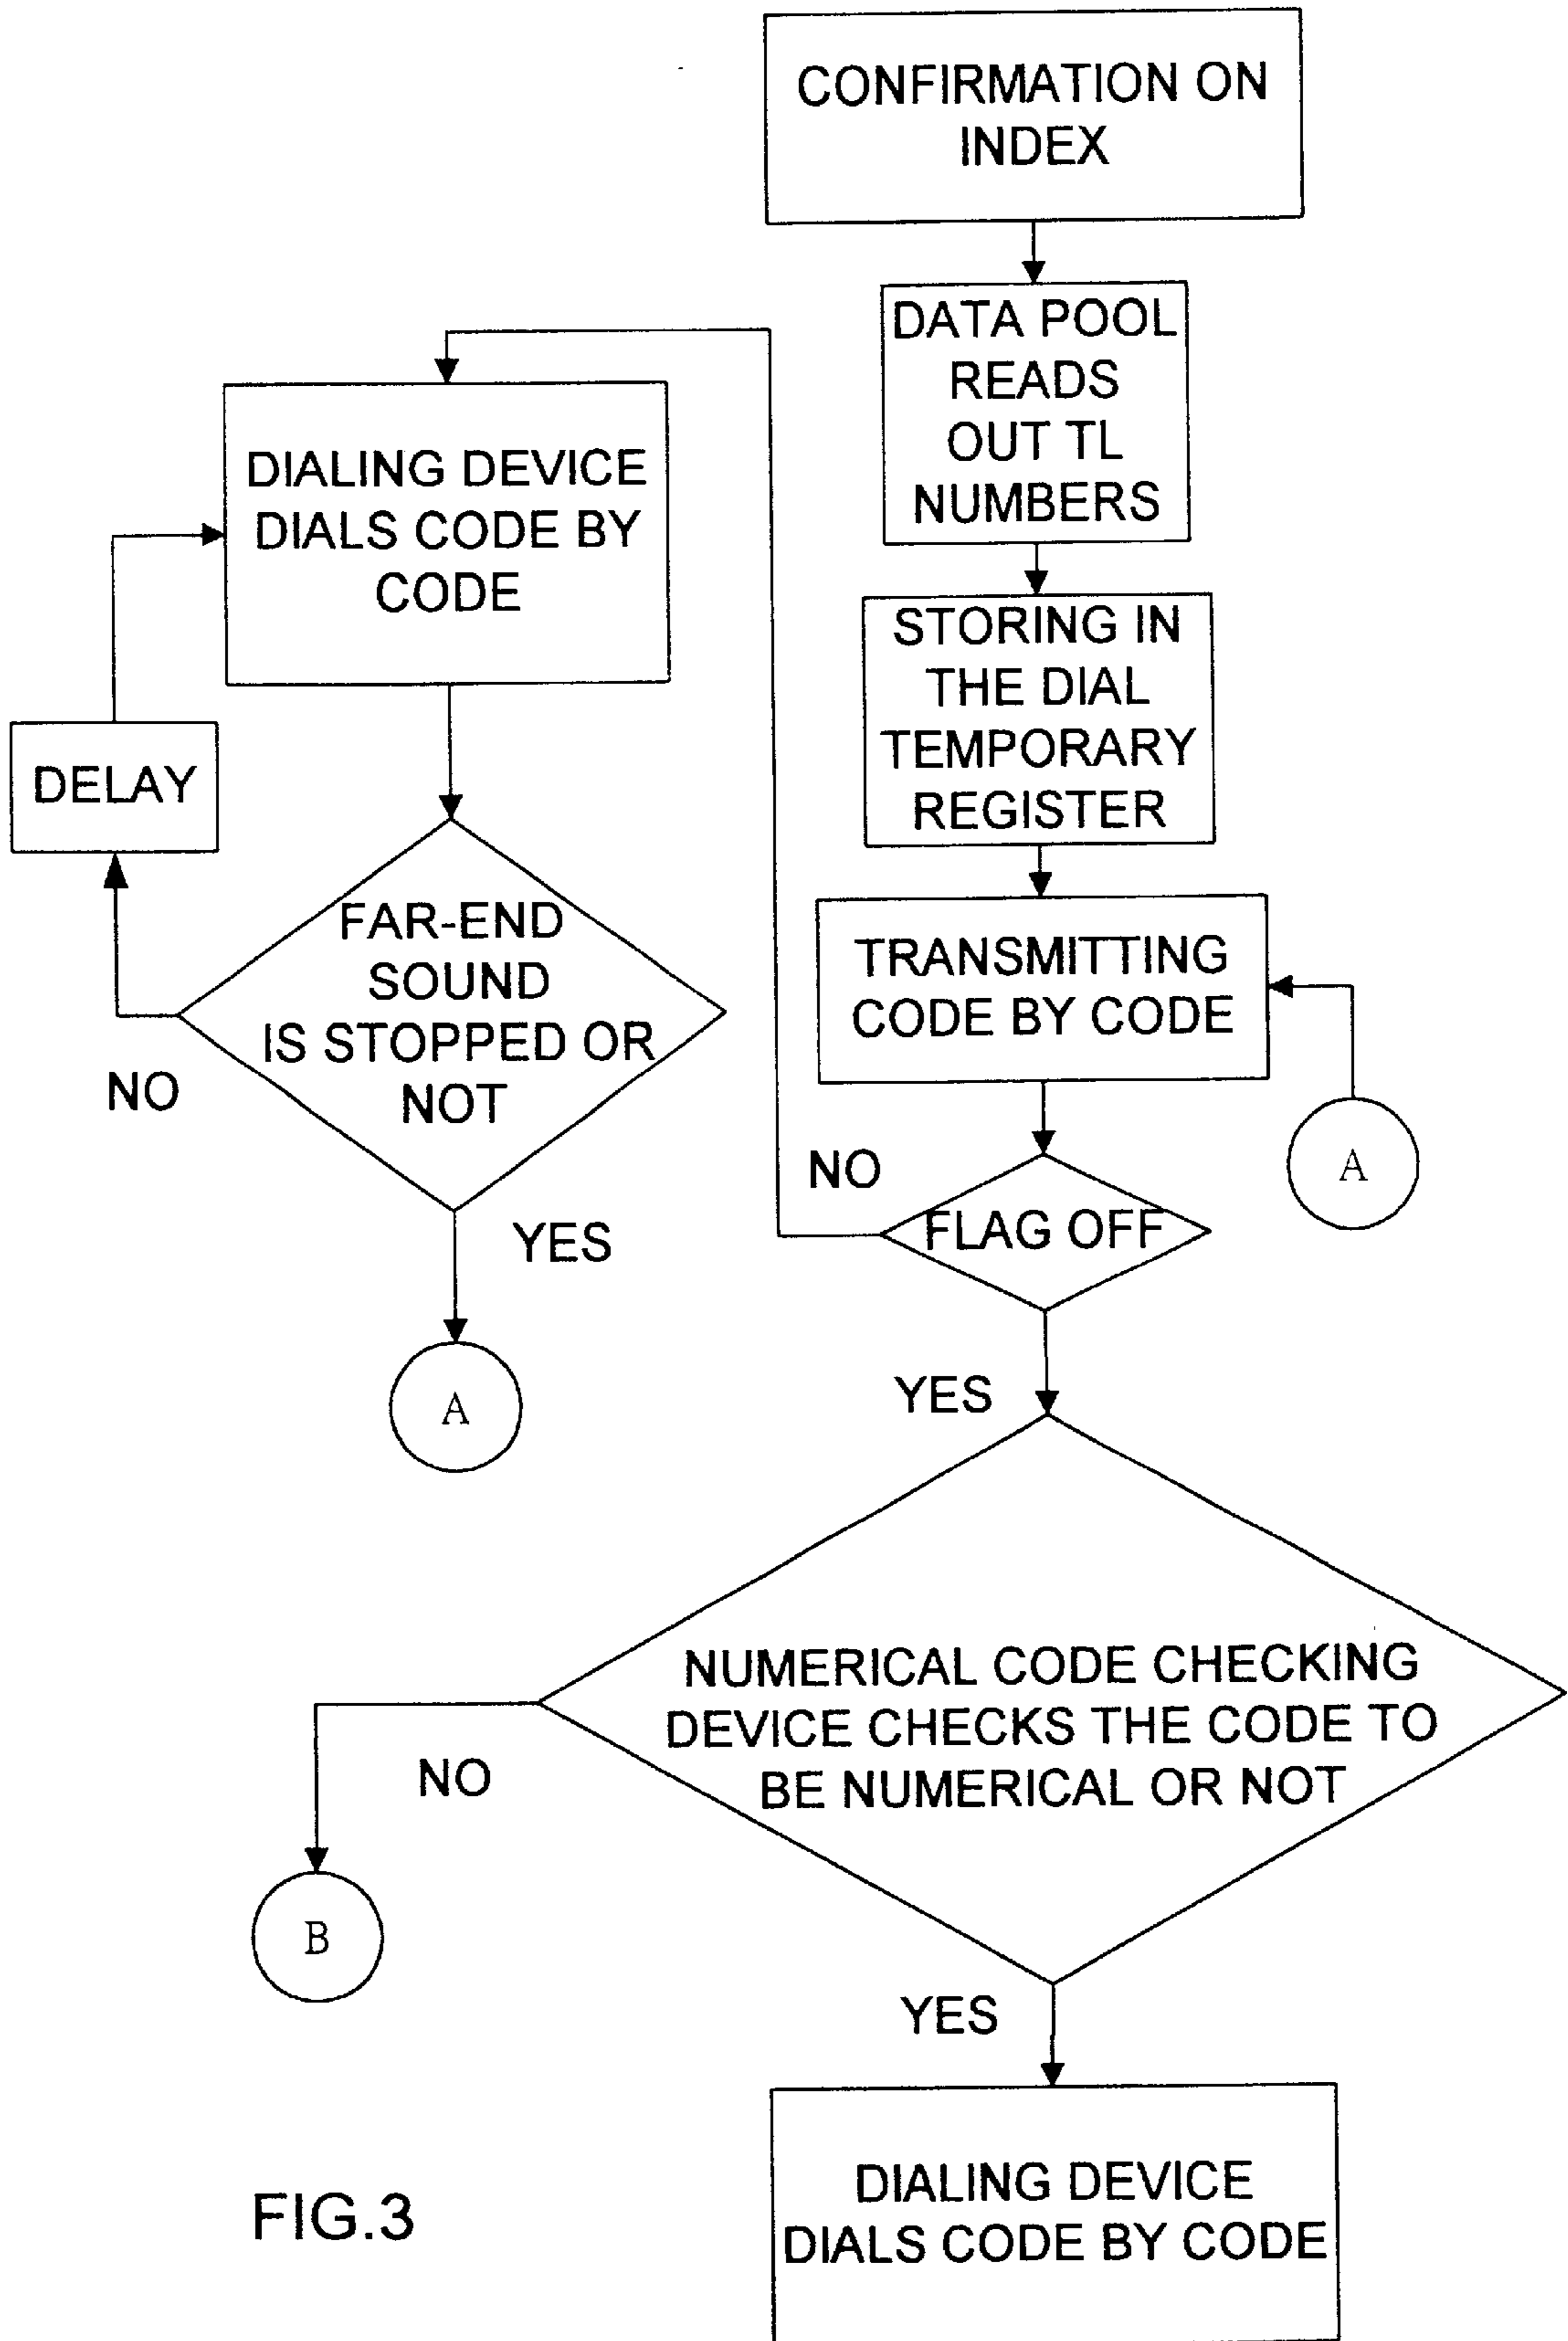 CONFIRMATION ON
INDEX
DATA POOL
READS
OUT TL
NUMBERS
STORING IN
THE DIAL
TEMPORARY
REGISTER
TRANSMITTING
CODE BY CODE
A
FLAG OFF
NO
YES
DIALING DEVICE
DIALS CODE BY
CODE
DELAY
FAR-END
SOUND
IS STOPPED OR
NOT
NO
YES
A
NUMERICAL CODE CHECKING
DEVICE CHECKS THE CODE TO
BE NUMERICAL OR NOT
NO
B
YES
DIALING DEVICE
DIALS CODE BY CODE
FIG.3